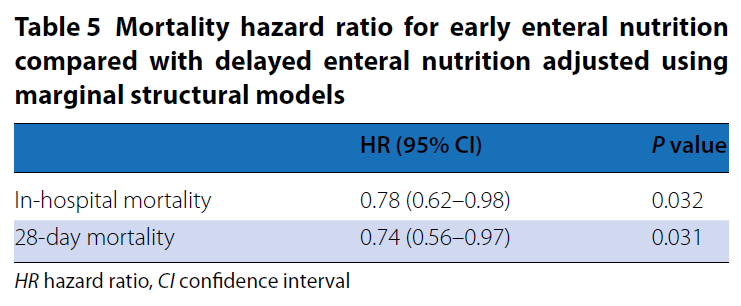 Table 5 Mortality hazard ratio for early enteral nutrition
compared with delayed enteral nutrition adjusted using
marginal structural models
HR (95% CI) P value
In-hospital mortality 0.78 (0.62–0.98) 0.032
28-day mortality 0.74 (0.56–0.97) 0.031
HR hazard ratio, CI confidence interval